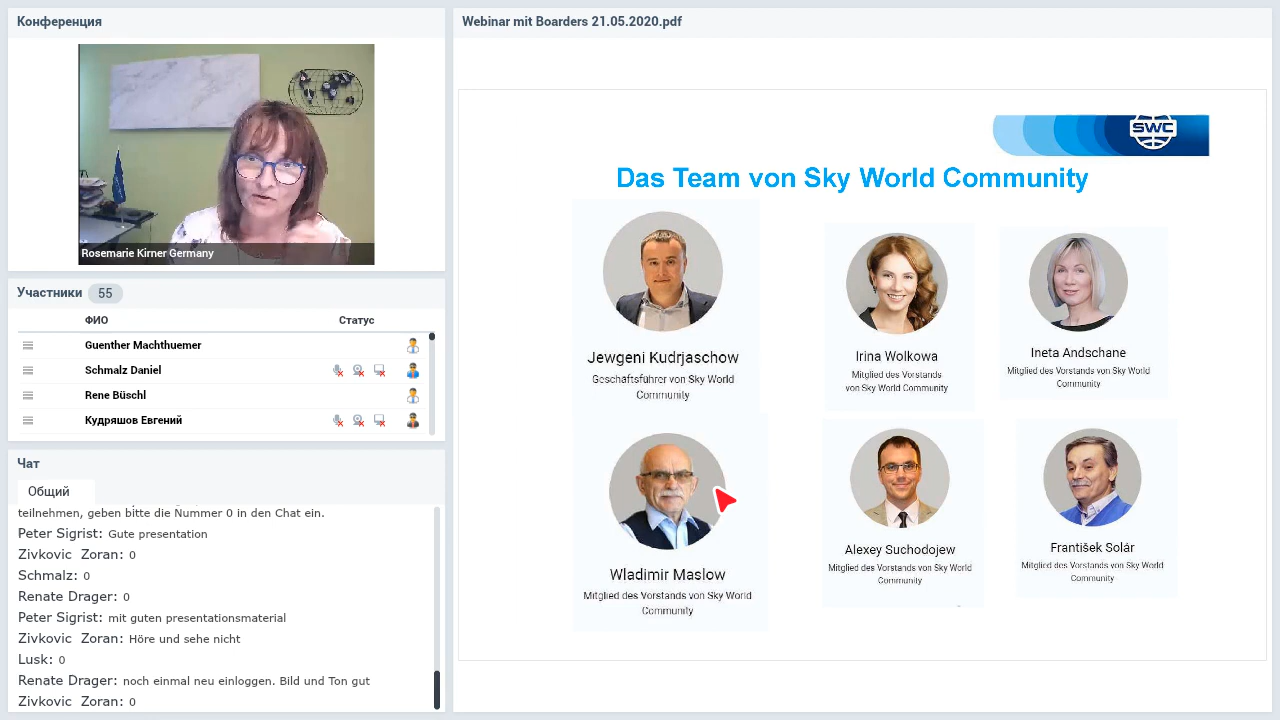 Конференция
Rosemarie Kirner Germany
Участники 55
ФИО Статус
Guenther Machthuemer
Schmalz Daniel
Rene Büschl
Кудряшов Евгений
Чат
Общий
teilnehmen, geben bitte die Nummer 0 in den Chat ein.
Peter Sigrist: Gute presentation
Zivkovic Zoran: 0
Schmalz: 0
Renate Drager: 0
Peter Sigrist: mit guten presentationsmaterial
Zivkovic Zoran: Höre und sehe nicht
Lusk: 0
Renate Drager: noch einmal neu einloggen. Bild und Ton gut
Zivkovic Zoran: 0
Webinar mit Boarders 21.05.2020.pdf
SWC
Das Team von Sky World Community
Jewgeni Kudrjaschow
Geschäftsführer von Sky World
Community
Irina Wolkowa
Mitglied des Vorstands
von Sky World Community
Ineta Andschane
Mitglied des Vorstands von Sky World
Community
Wladimir Maslow
Mitglied des Vorstands von Sky World
Community
Alexey Suchodojew
Mitglied des Vorstands von Sky World
Community
František Solár
Mitglied des Vorstands von Sky World
Community